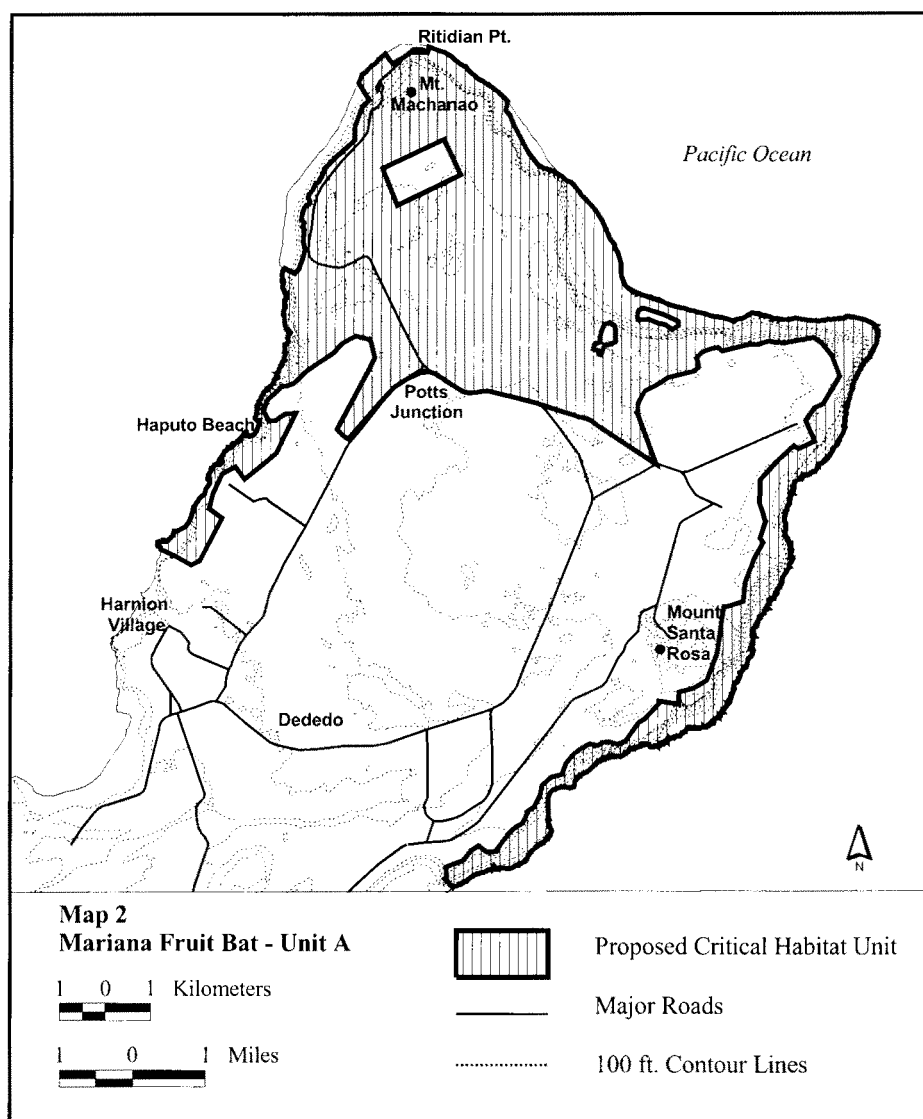 Ritidian Pt.
Mt.
Machanao
Pacific Ocean
Potts
Junction
Haputo Beach
Harnion
Village
Mount
Santa
Rosa
Dededo
N
Map 2
Mariana Fruit Bat - Unit A
1 0 1 Kilometers
1 0 1 Miles
Proposed Critical Habitat Unit
Major Roads
100 ft. Contour Lines